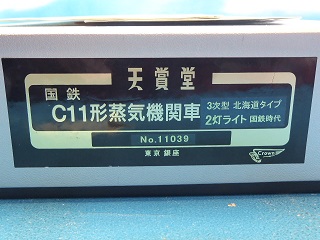 天賞堂
国鉄
C11形蒸気機関車 3次型 北海道タイプ
2灯ライト 国鉄時代
No.11039
東京 銀座
Crown